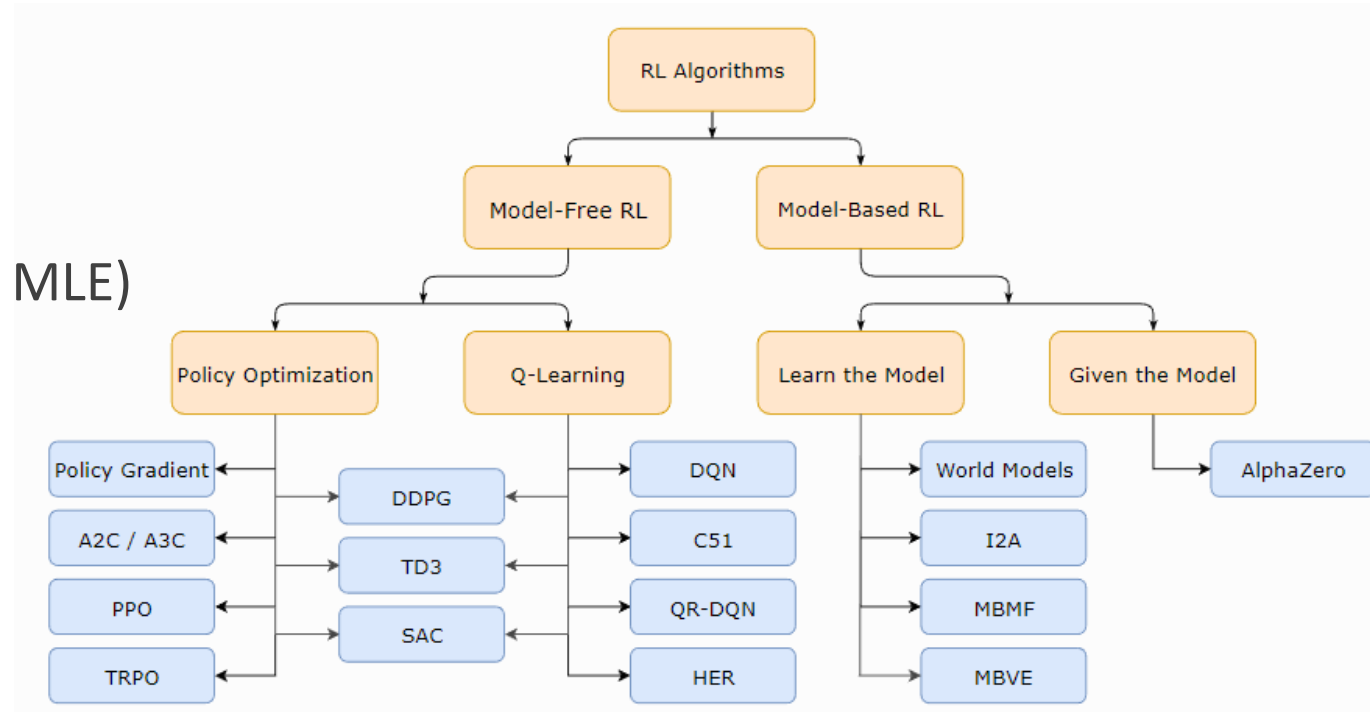 RL Algorithms
Model-Free RL
Model-Based RL
MLE)
Policy Optimization
Q-Learning
Learn the Model
Given the Model
Policy Gradient
DQN
World Models
AlphaZero
DDPG
A2C / A3C
C51
I2A
TD3
PPO
QR-DQN
MBMF
SAC
TRPO
HER
MBVE